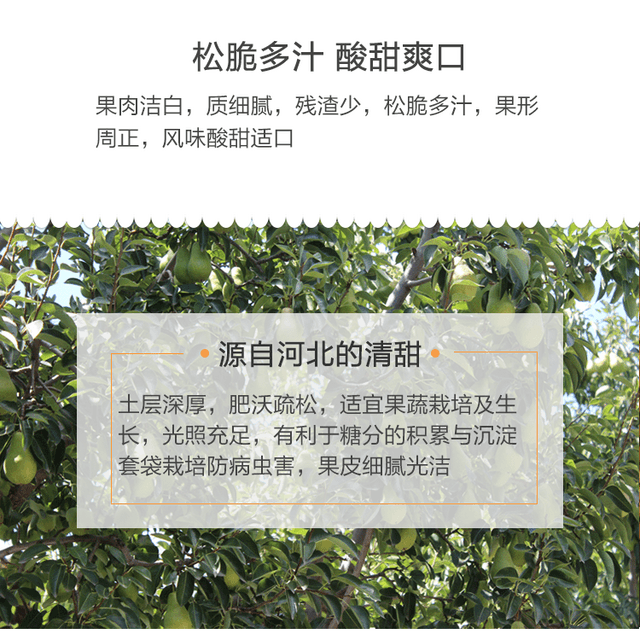 松脆多汁 酸甜爽口
果肉洁白，质细腻，残渣少，松脆多汁，果形
周正，风味酸甜适口
源自河北的清甜
土层深厚，肥沃疏松，适宜果蔬栽培及生
长，光照充足，有利于糖分的积累与沉淀
套袋栽培防病虫害，果皮细腻光洁